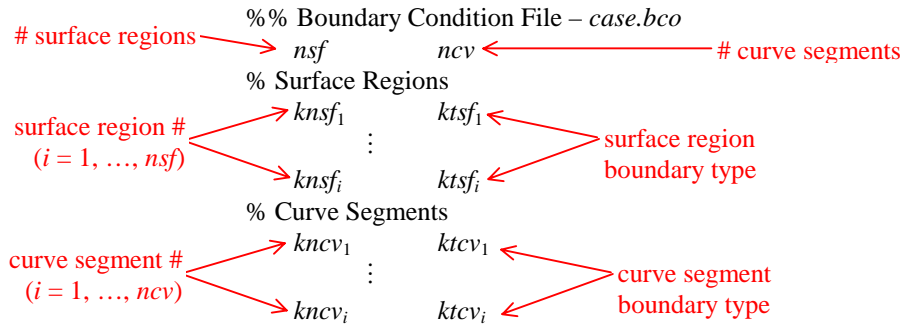 %% Boundary Condition File – case.bco
# surface regions
nsf ncv
# curve segments
% Surface Regions
knsf₁ ktsf₁
surface region #
(i = 1, …, nsf)
⋮
surface region
boundary type
knsfᵢ ktsfᵢ
% Curve Segments
kncv₁ ktcv₁
curve segment #
(i = 1, …, ncv)
⋮
curve segment
boundary type
kncvᵢ ktcvᵢ